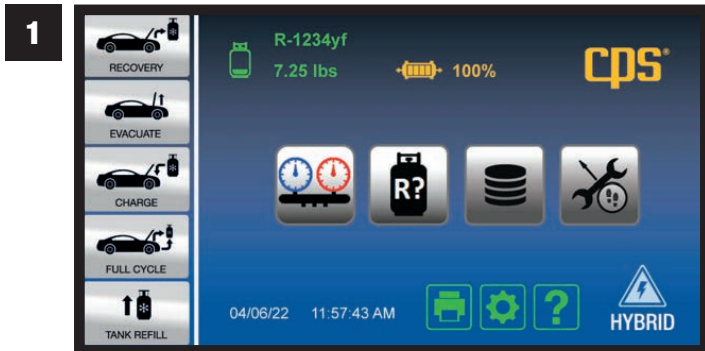 1
RECOVERY
EVACUATE
CHARGE
FULL CYCLE
TANK REFILL
R-1234yf
7.25 lbs
100%
cps®
R?
04/06/22 11:57:43 AM
?
HYBRID